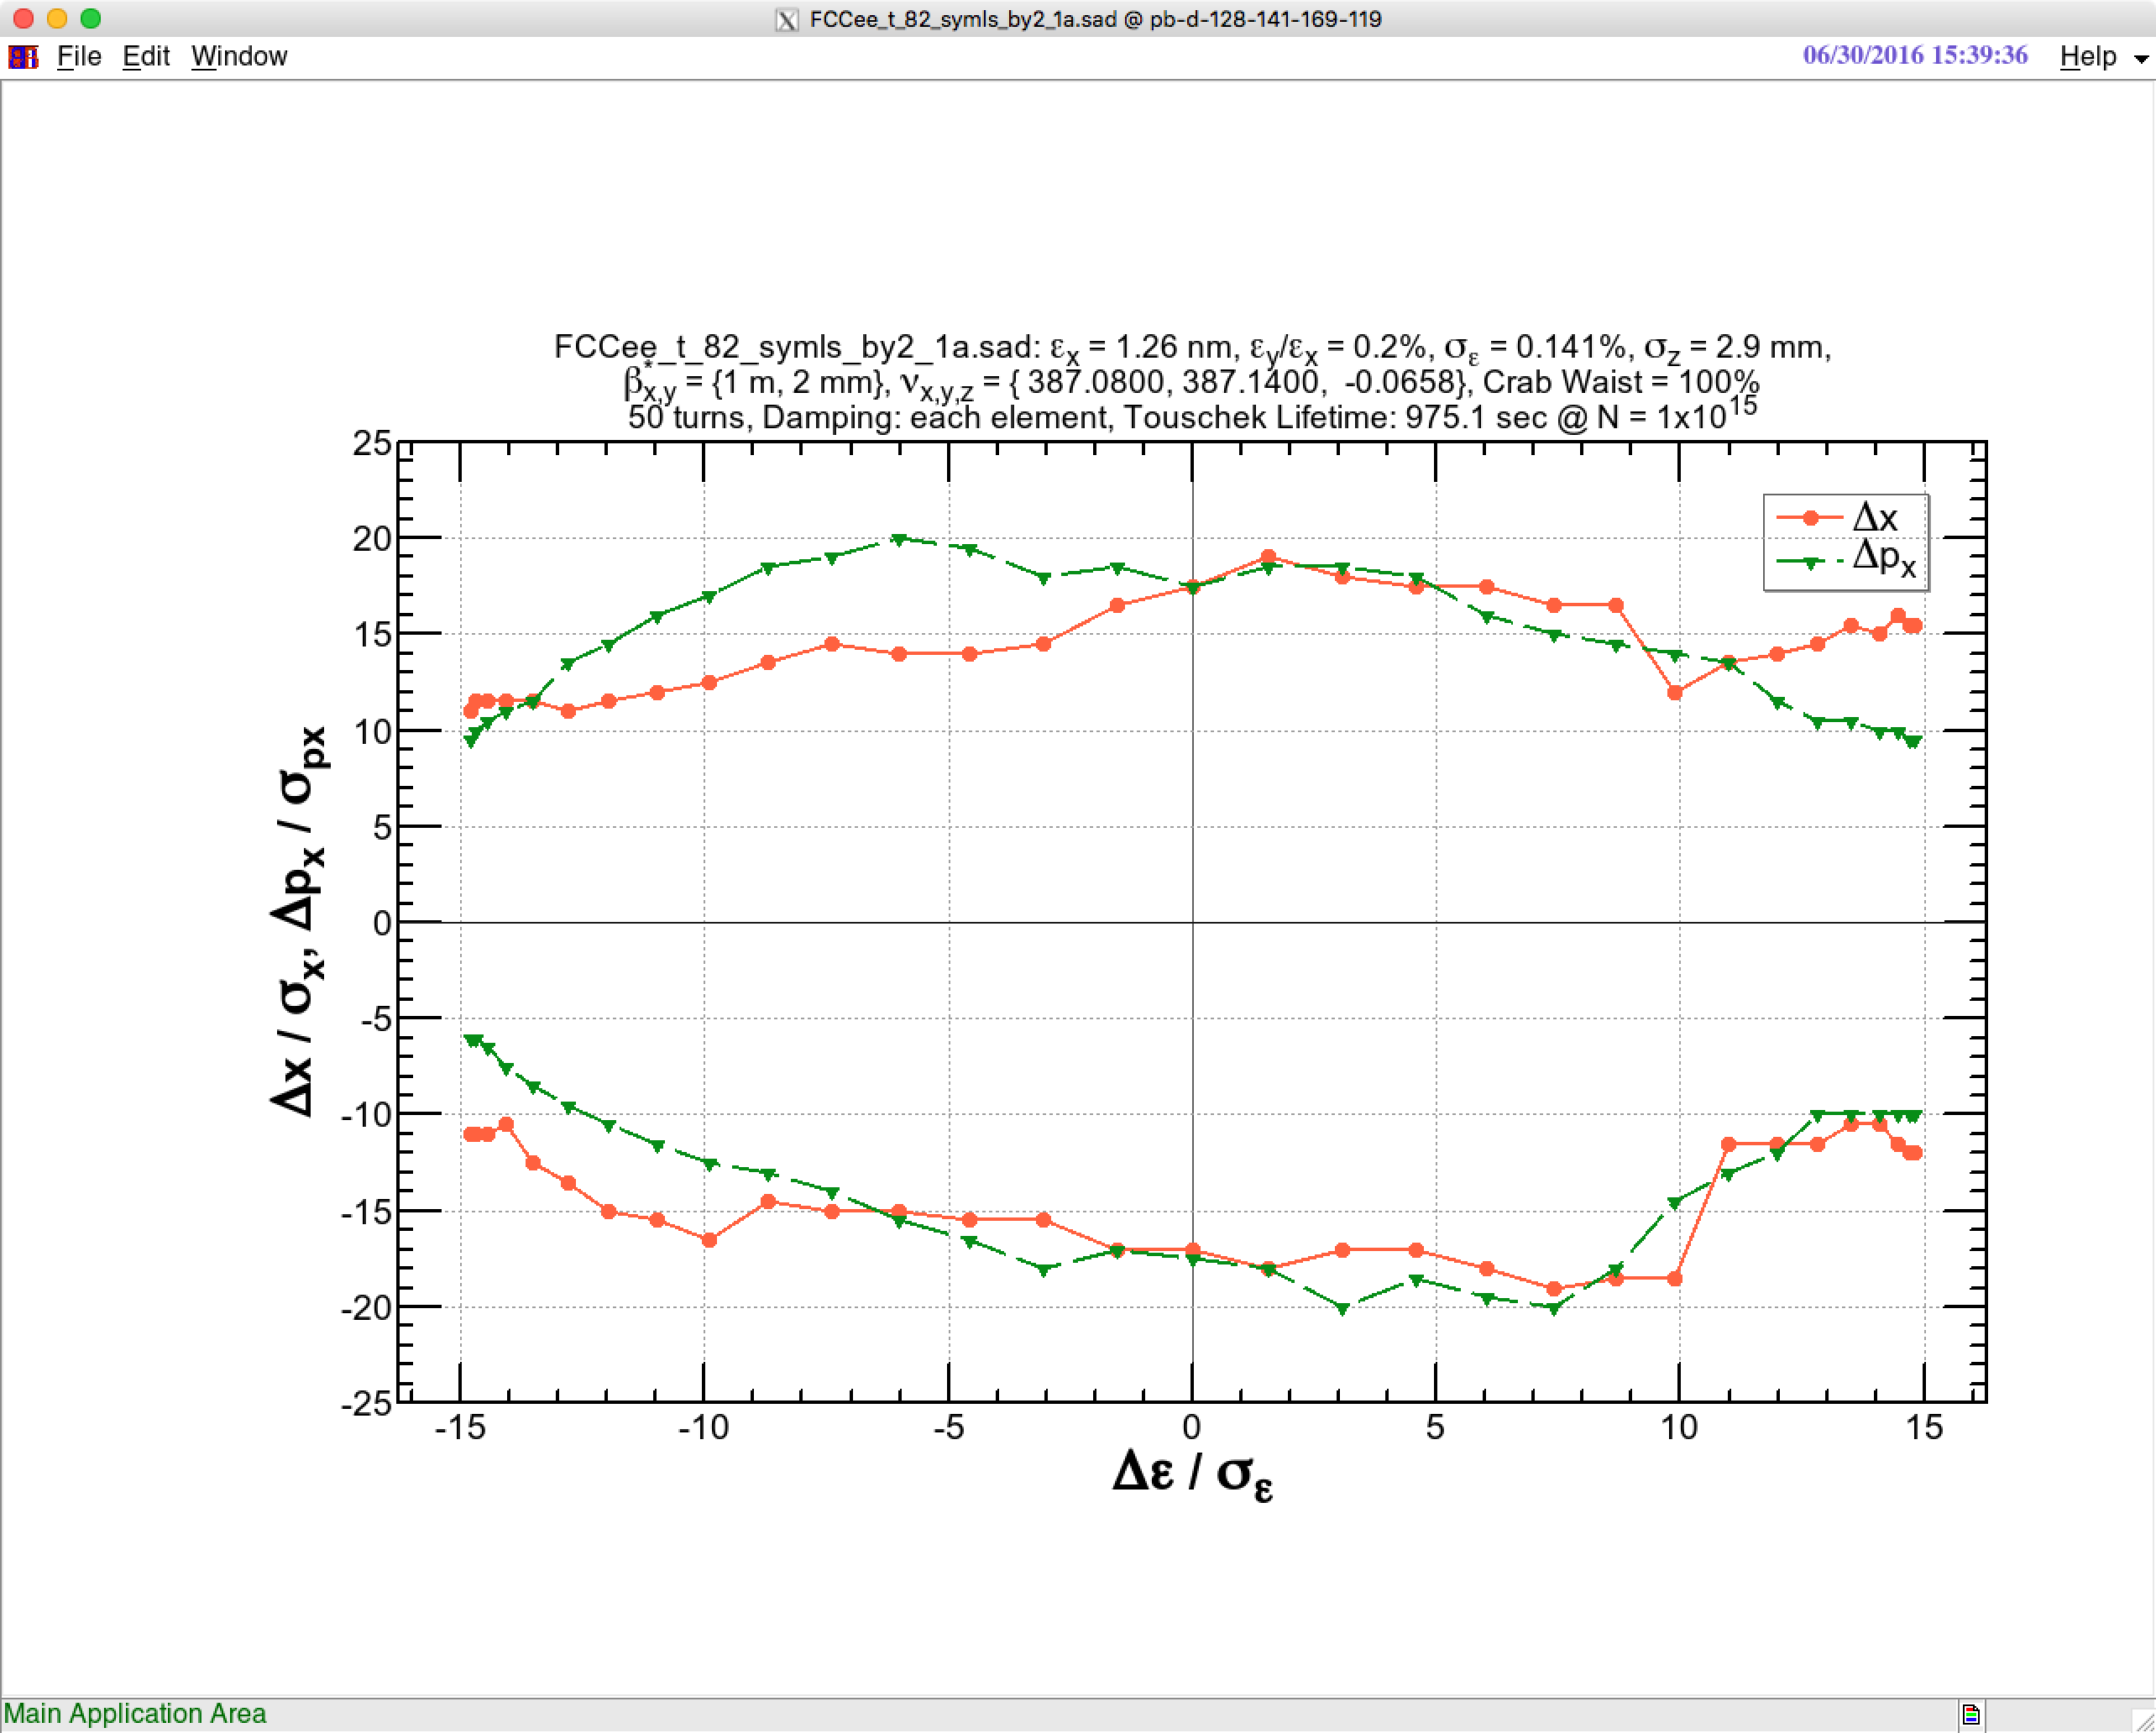 FCCee_t_82_symls_by2_1a.sad @ pb-d-128-141-169-119
File Edit Window 06/30/2016 15:39:36 Help
FCCee_t_82_symls_by2_1a.sad: εx = 1.26 nm, εy/εx = 0.2%, σε = 0.141%, σz = 2.9 mm,
β*x,y = {1 m, 2 mm}, νx,y,z = { 387.0800, 387.1400, -0.0658}, Crab Waist = 100%
50 turns, Damping: each element, Touschek Lifetime: 975.1 sec @ N = 1x10^15
Δx
Δpx
25
20
15
10
5
0
-5
-10
-15
-20
-25
Δx / σx, Δpx / σpx
-15 -10 -5 0 5 10 15
Δε / σε
Main Application Area